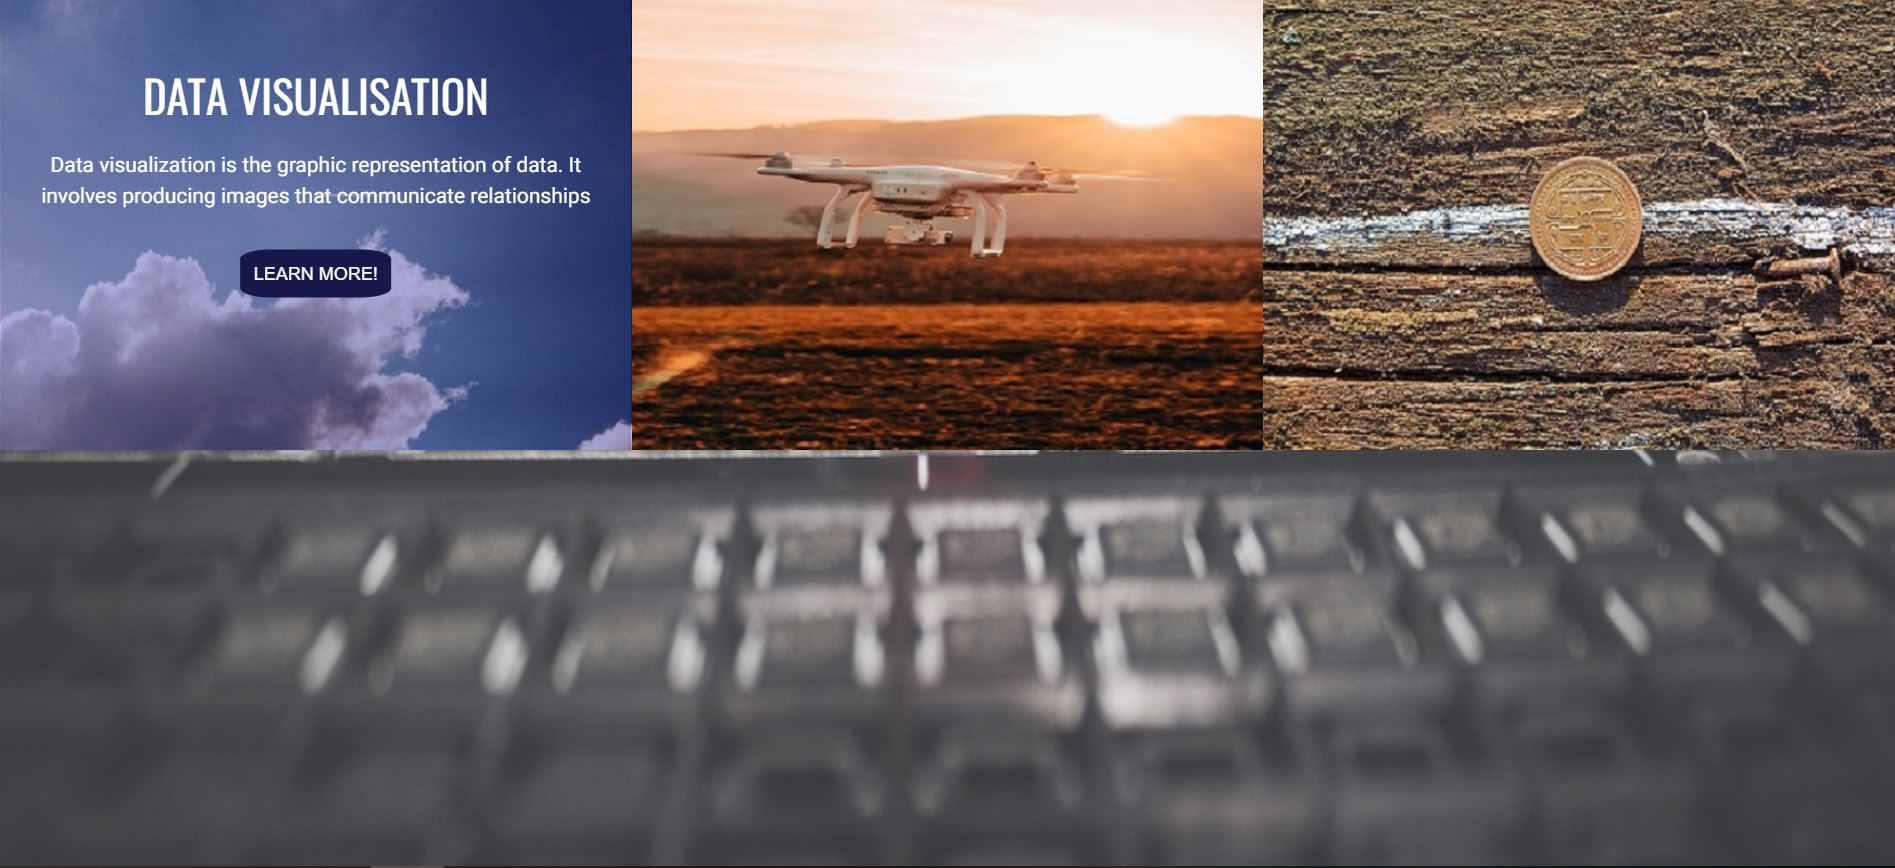 DATA VISUALISATION
Data visualization is the graphic representation of data. It
involves producing images that communicate relationships
LEARN MORE!